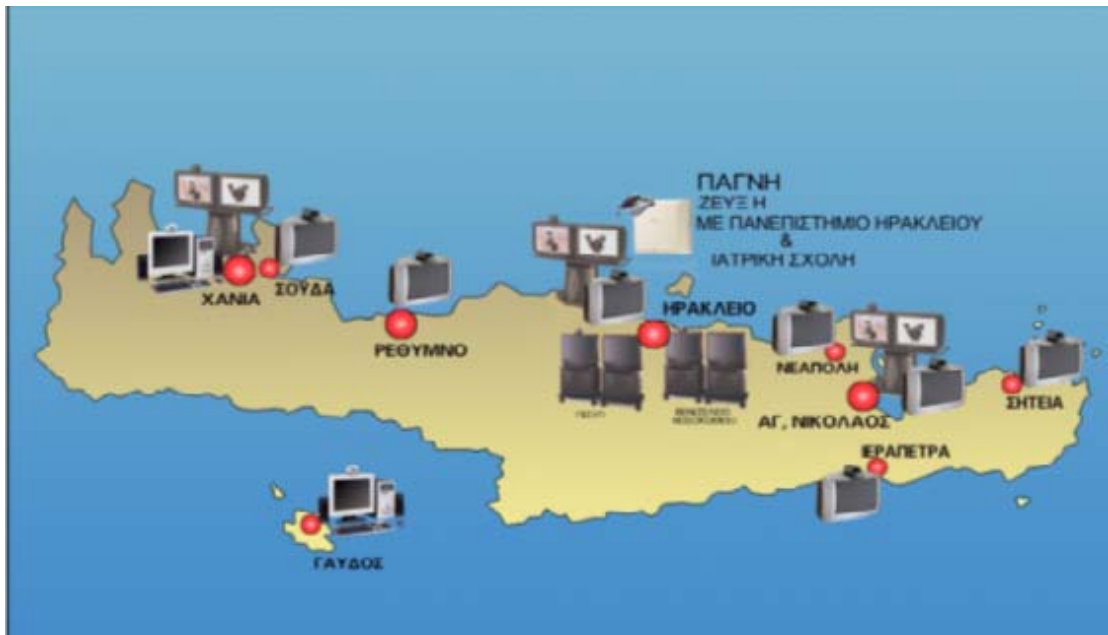 ΠΑΓΝΗ
ΖΕΥΞΗ
ΜΕ ΠΑΝΕΠΙΣΤΗΜΙΟ ΗΡΑΚΛΕΙΟΥ
&
ΙΑΤΡΙΚΗ ΣΧΟΛΗ
ΧΑΝΙΑ
ΣΟΥΔΑ
ΡΕΘΥΜΝΟ
ΗΡΑΚΛΕΙΟ
ΝΕΑΠΟΛΗ
ΑΓ. ΝΙΚΟΛΑΟΣ
ΣΗΤΕΙΑ
ΙΕΡΑΠΕΤΡΑ
ΓΑΥΔΟΣ